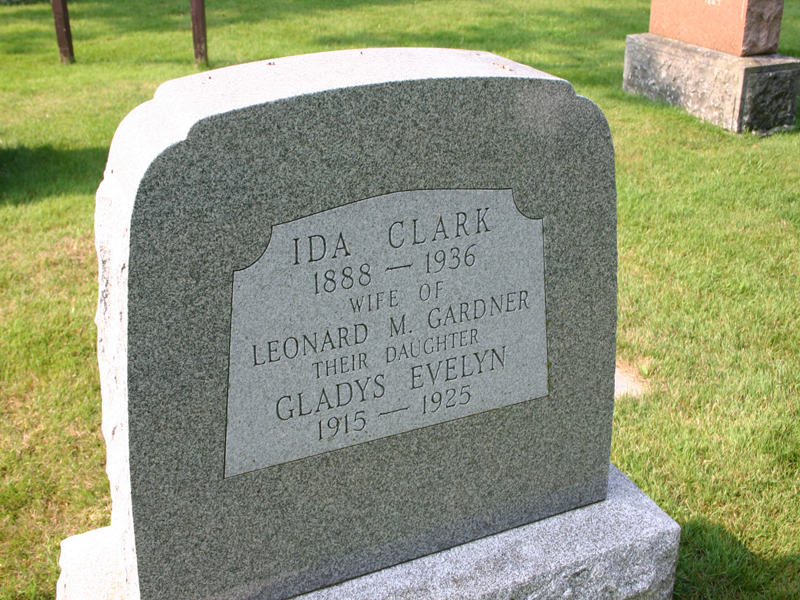 IDA CLARK
1888 — 1936
WIFE OF
LEONARD M. GARDNER
THEIR DAUGHTER
GLADYS EVELYN
1915 — 1925